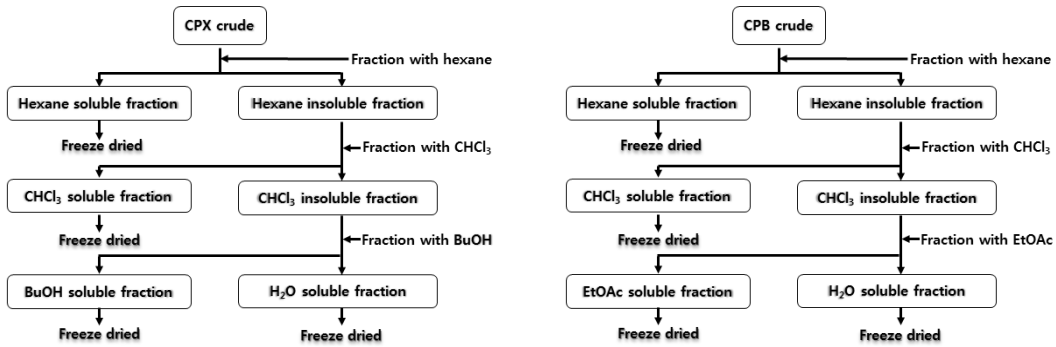 CPX crude
Fraction with hexane
Hexane soluble fraction
Hexane insoluble fraction
Freeze dried
Fraction with CHCl₃
CHCl₃ soluble fraction
CHCl₃ insoluble fraction
Freeze dried
Fraction with BuOH
BuOH soluble fraction
H₂O soluble fraction
Freeze dried
Freeze dried
CPB crude
Fraction with hexane
Hexane soluble fraction
Hexane insoluble fraction
Freeze dried
Fraction with CHCl₃
CHCl₃ soluble fraction
CHCl₃ insoluble fraction
Freeze dried
Fraction with EtOAc
EtOAc soluble fraction
H₂O soluble fraction
Freeze dried
Freeze dried